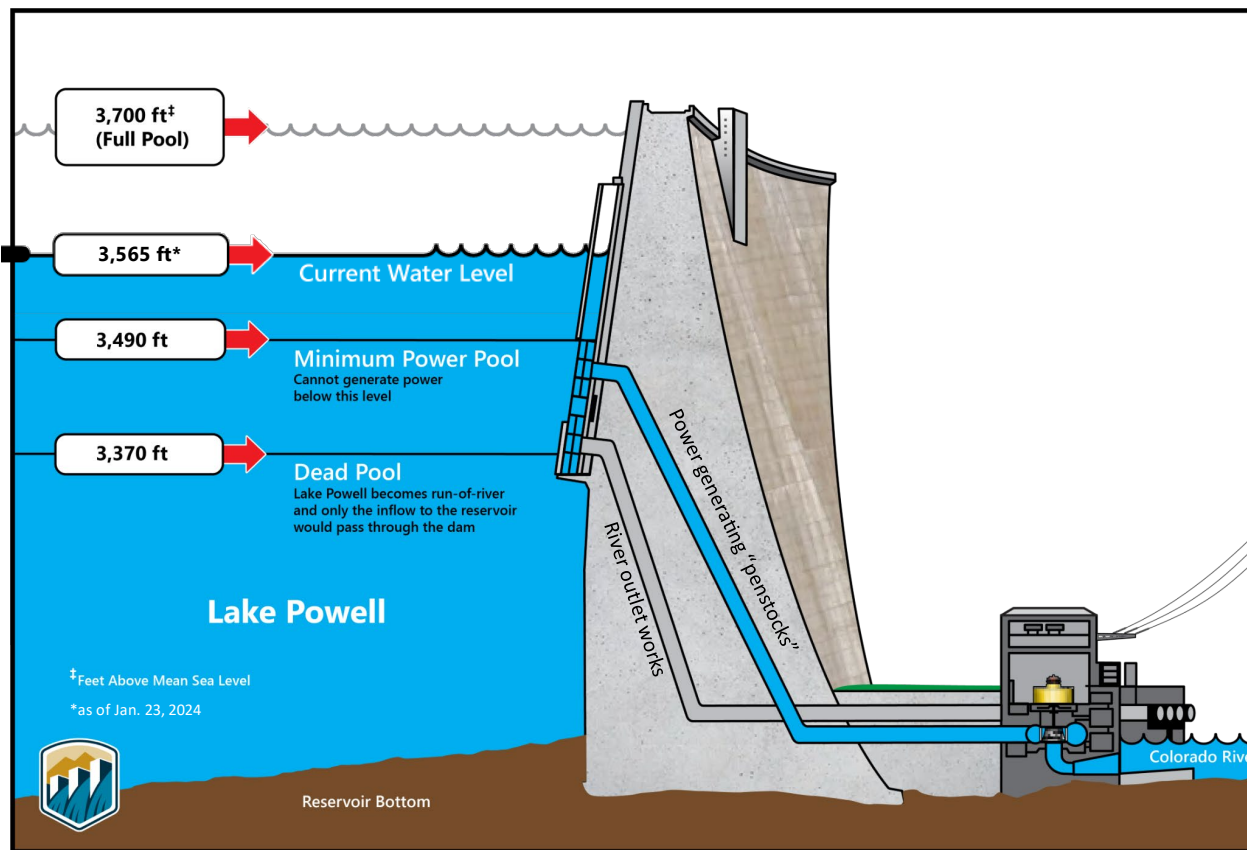 3,700 ft‡
(Full Pool)
3,565 ft*
Current Water Level
3,490 ft
Minimum Power Pool
Cannot generate power
below this level
3,370 ft
Dead Pool
Lake Powell becomes run-of-river
and only the inflow to the reservoir
would pass through the dam
Power generating “penstocks”
River outlet works
Lake Powell
‡Feet Above Mean Sea Level
*as of Jan. 23, 2024
Colorado Rive
Reservoir Bottom